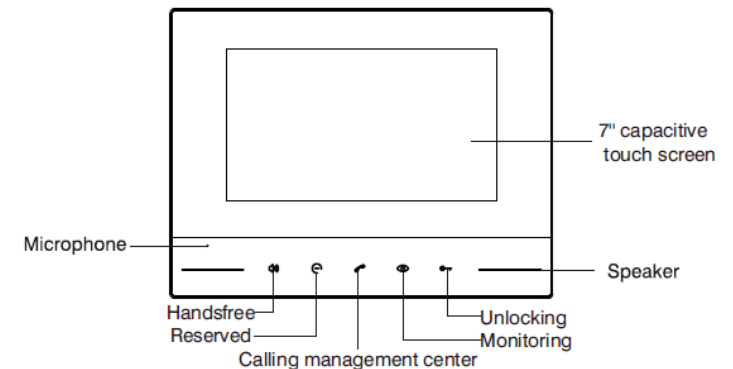 7" capacitive
touch screen
Microphone
Speaker
Handsfree
Unlocking
Reserved
Monitoring
Calling management center